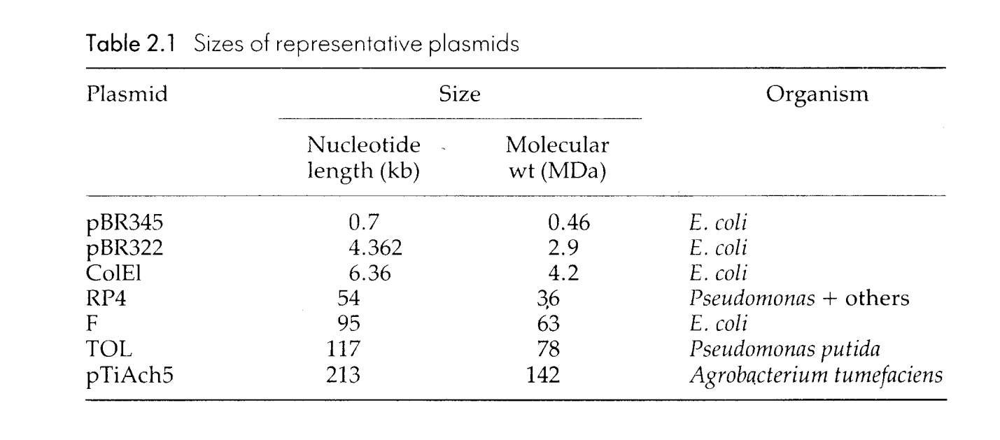 Table 2.1 Sizes of representative plasmids
Plasmid Size Organism
Nucleotide Molecular
length (kb) wt (MDa)
pBR345 0.7 0.46 E. coli
pBR322 4.362 2.9 E. coli
ColEl 6.36 4.2 E. coli
RP4 54 36 Pseudomonas + others
F 95 63 E. coli
TOL 117 78 Pseudomonas putida
pTiAch5 213 142 Agrobacterium tumefaciens